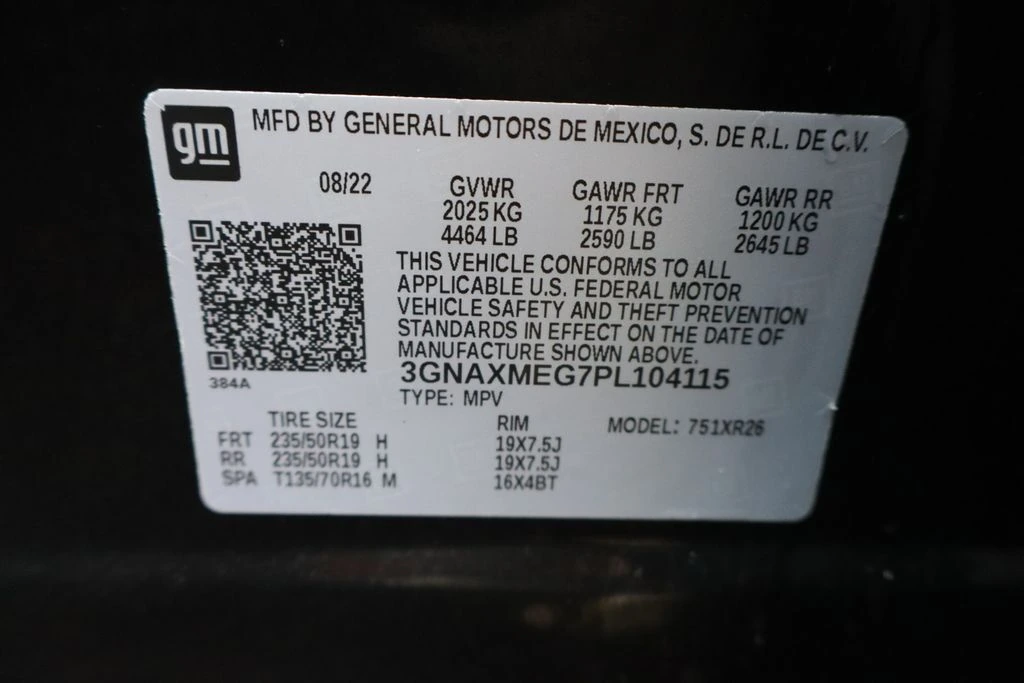 gm
MFD BY GENERAL MOTORS DE MEXICO, S. DE R.L. DE C.V.
08/22 GVWR GAWR FRT GAWR RR
2025 KG 1175 KG 1200 KG
4464 LB 2590 LB 2645 LB
THIS VEHICLE CONFORMS TO ALL
APPLICABLE U.S. FEDERAL MOTOR
VEHICLE SAFETY AND THEFT PREVENTION
STANDARDS IN EFFECT ON THE DATE OF
MANUFACTURE SHOWN ABOVE.
384A 3GNAXMEG7PL104115
TYPE: MPV
TIRE SIZE RIM MODEL: 751XR26
FRT 235/50R19 H 19X7.5J
RR 235/50R19 H 19X7.5J
SPA T135/70R16 M 16X4BT